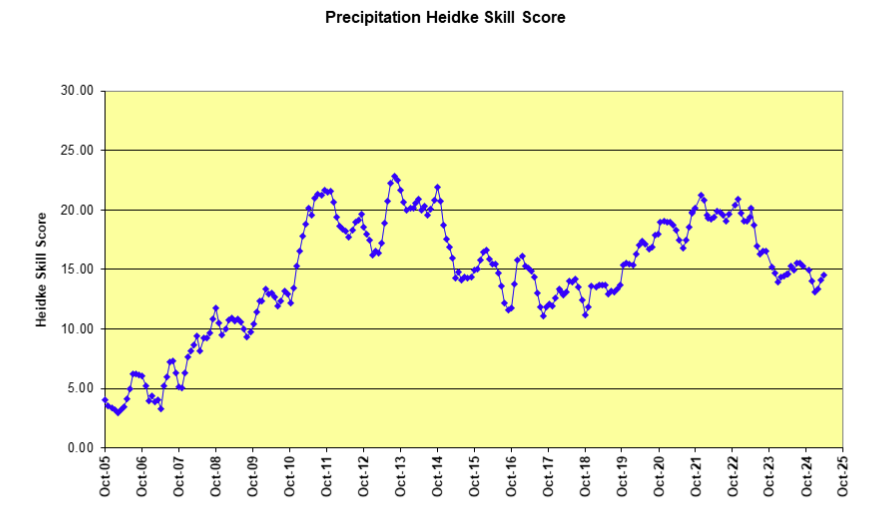 Precipitation Heidke Skill Score
30.00
25.00
20.00
15.00
10.00
5.00
0.00
Heidke Skill Score
Oct-05
Oct-06
Oct-07
Oct-08
Oct-09
Oct-10
Oct-11
Oct-12
Oct-13
Oct-14
Oct-15
Oct-16
Oct-17
Oct-18
Oct-19
Oct-20
Oct-21
Oct-22
Oct-23
Oct-24
Oct-25